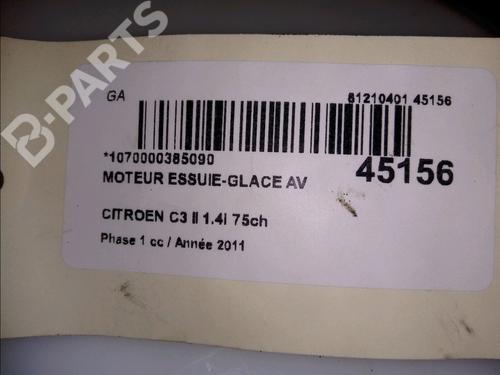 B-PARTS
GA
81210401 45156
*1070000385090
45156
MOTEUR ESSUIE-GLACE AV
CITROEN C3 II 1.4i 75ch
Phase 1 cc / Année 2011